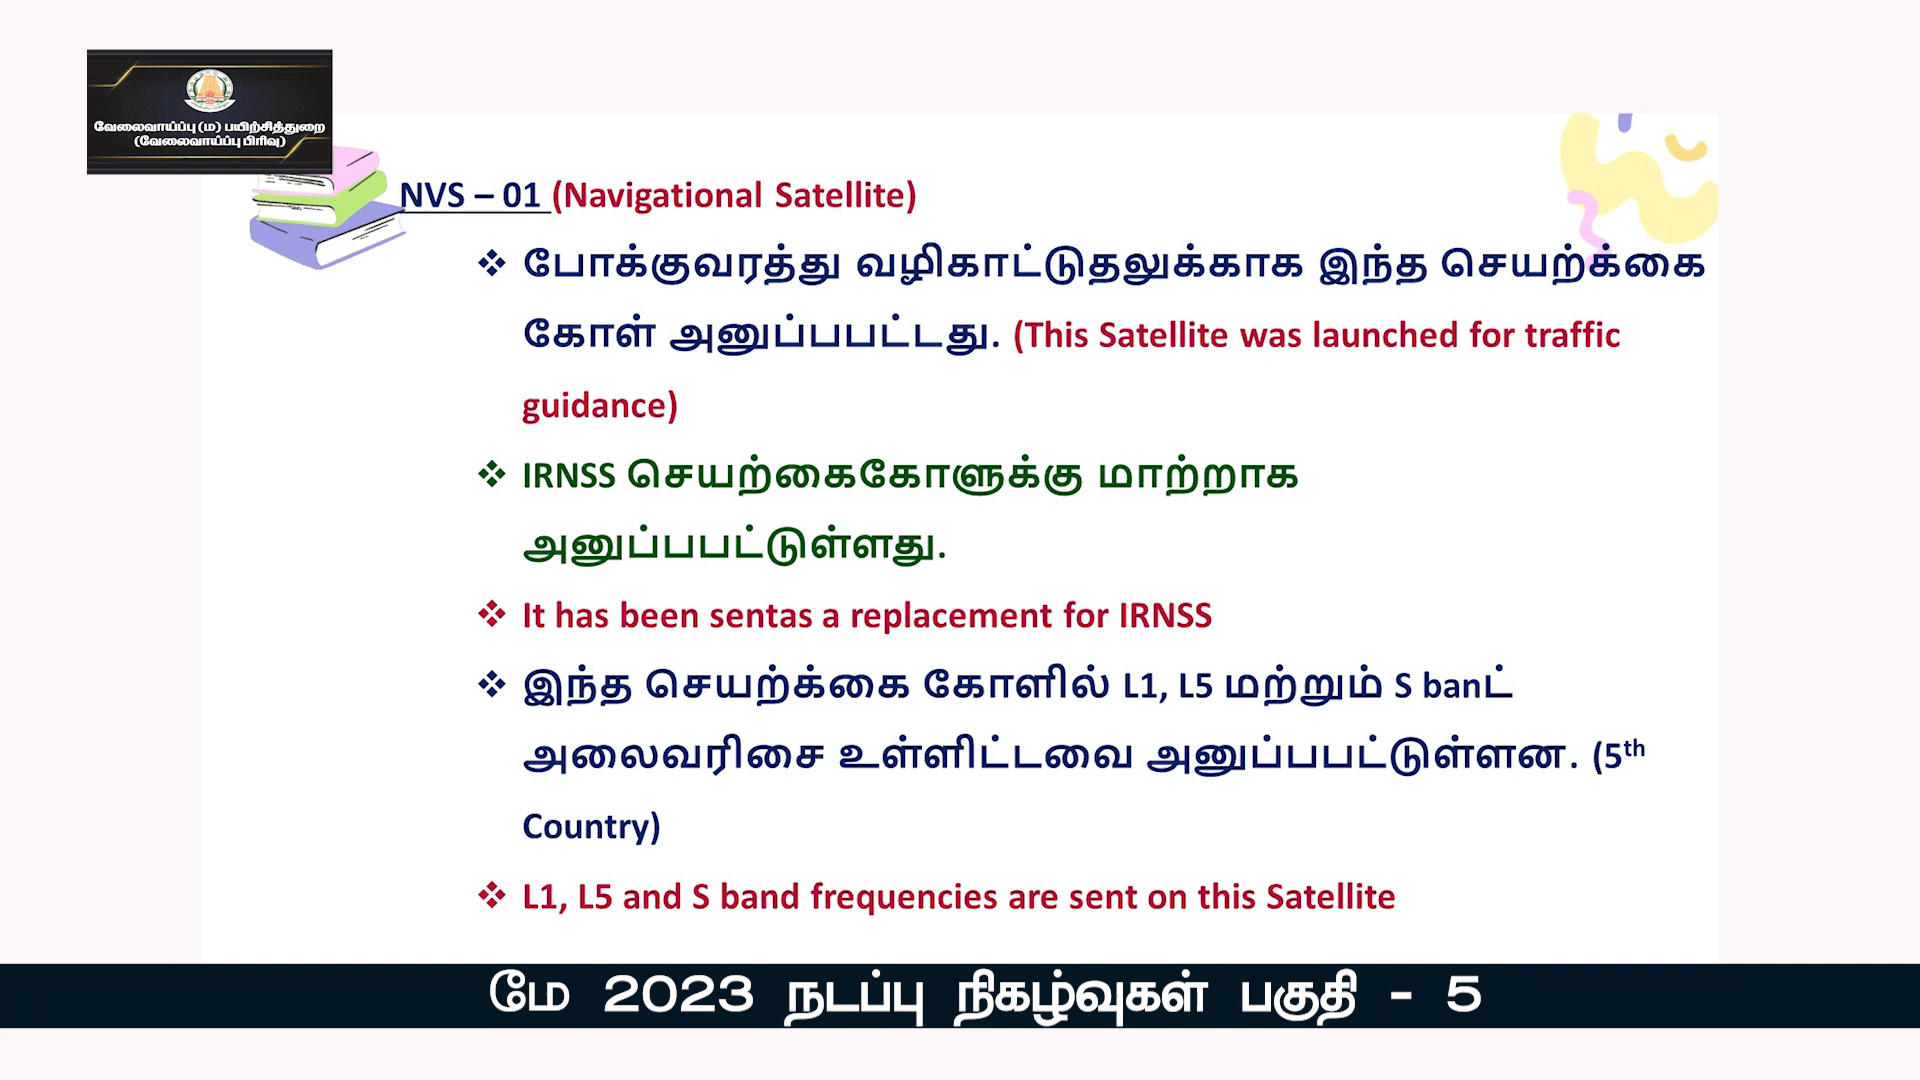 வேலைவாய்ப்பு (ம) பயிற்சித்துறை
(வேலைவாய்ப்பு பிரிவு)
NVS – 01 (Navigational Satellite)
❖ போக்குவரத்து வழிகாட்டுதலுக்காக இந்த செயற்க்கை
கோள் அனுப்பபட்டது. (This Satellite was launched for traffic
guidance)
❖ IRNSS செயற்கைகோளுக்கு மாற்றாக
அனுப்பபட்டுள்ளது.
❖ It has been sentas a replacement for IRNSS
❖ இந்த செயற்க்கை கோளில் L1, L5 மற்றும் S banட்
அலைவரிசை உள்ளிட்டவை அனுப்பபட்டுள்ளன. (5th
Country)
❖ L1, L5 and S band frequencies are sent on this Satellite
மே 2023 நடப்பு நிகழ்வுகள் பகுதி - 5